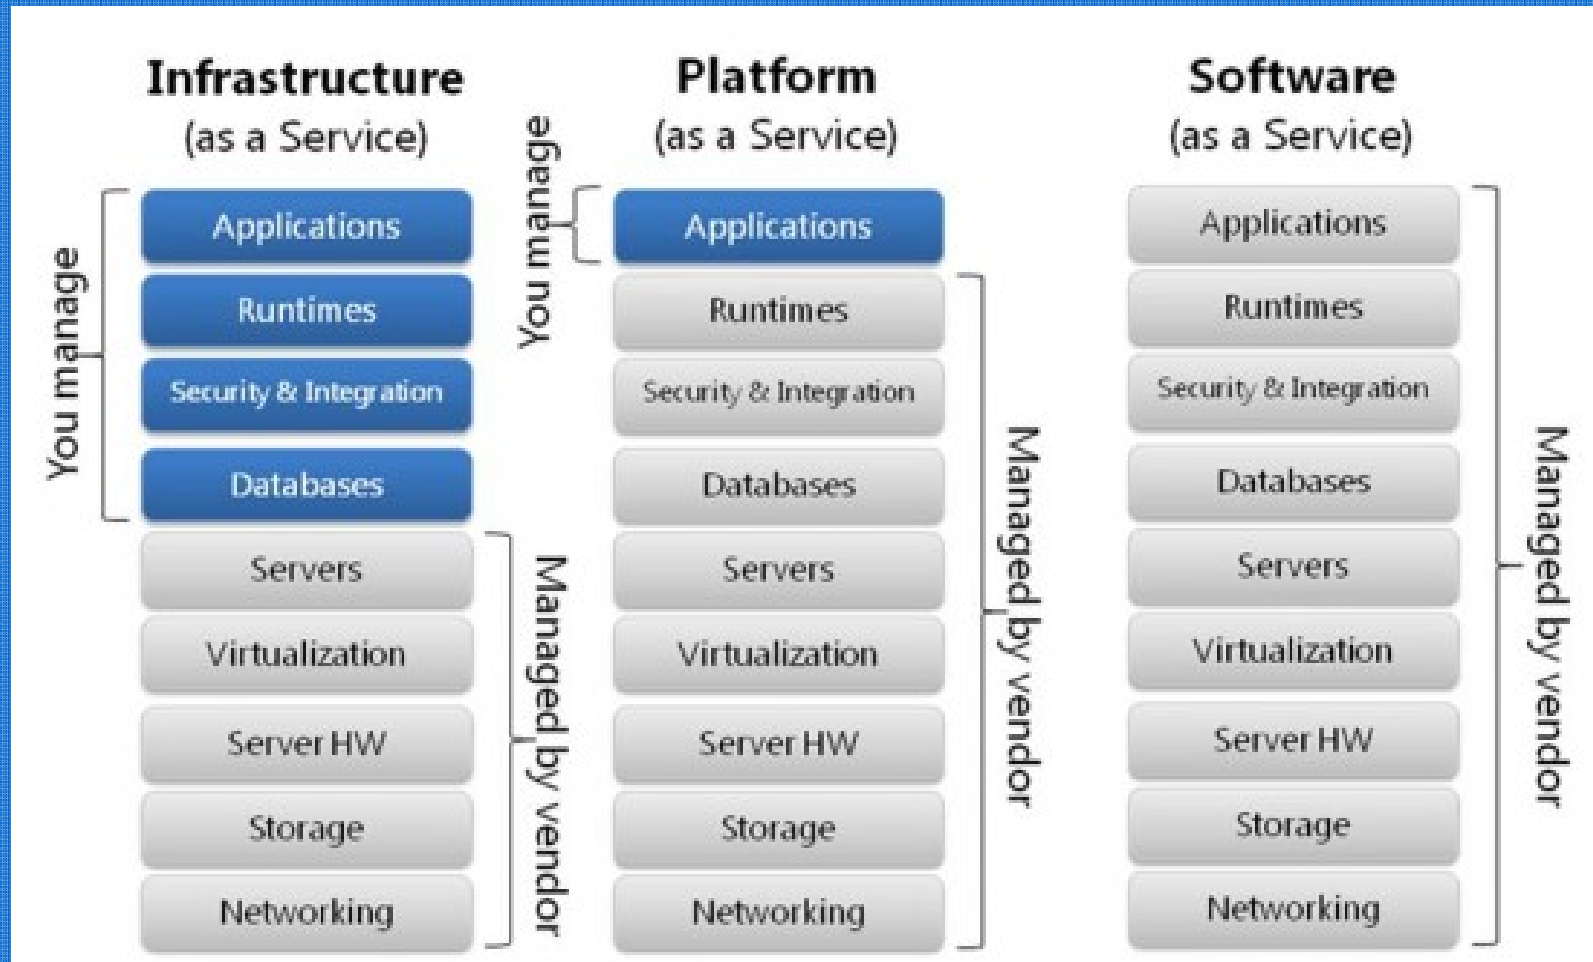 Infrastructure
(as a Service)
You manage
Applications
Runtimes
Security & Integration
Databases
Servers
Virtualization
Server HW
Storage
Networking
Managed by vendor
Platform
(as a Service)
You manage
Applications
Runtimes
Security & Integration
Databases
Servers
Virtualization
Server HW
Storage
Networking
Managed by vendor
Software
(as a Service)
Applications
Runtimes
Security & Integration
Databases
Servers
Virtualization
Server HW
Storage
Networking
Managed by vendor